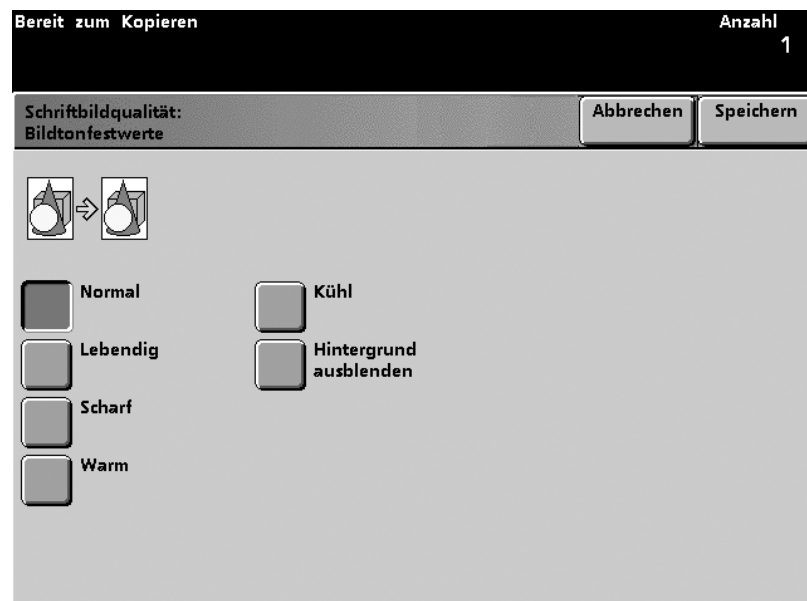 Bereit zum Kopieren
Anzahl
1
Schriftbildqualität:
Bildtonfestwerte
Abbrechen
Speichern
Normal
Kühl
Lebendig
Hintergrund
ausblenden
Scharf
Warm